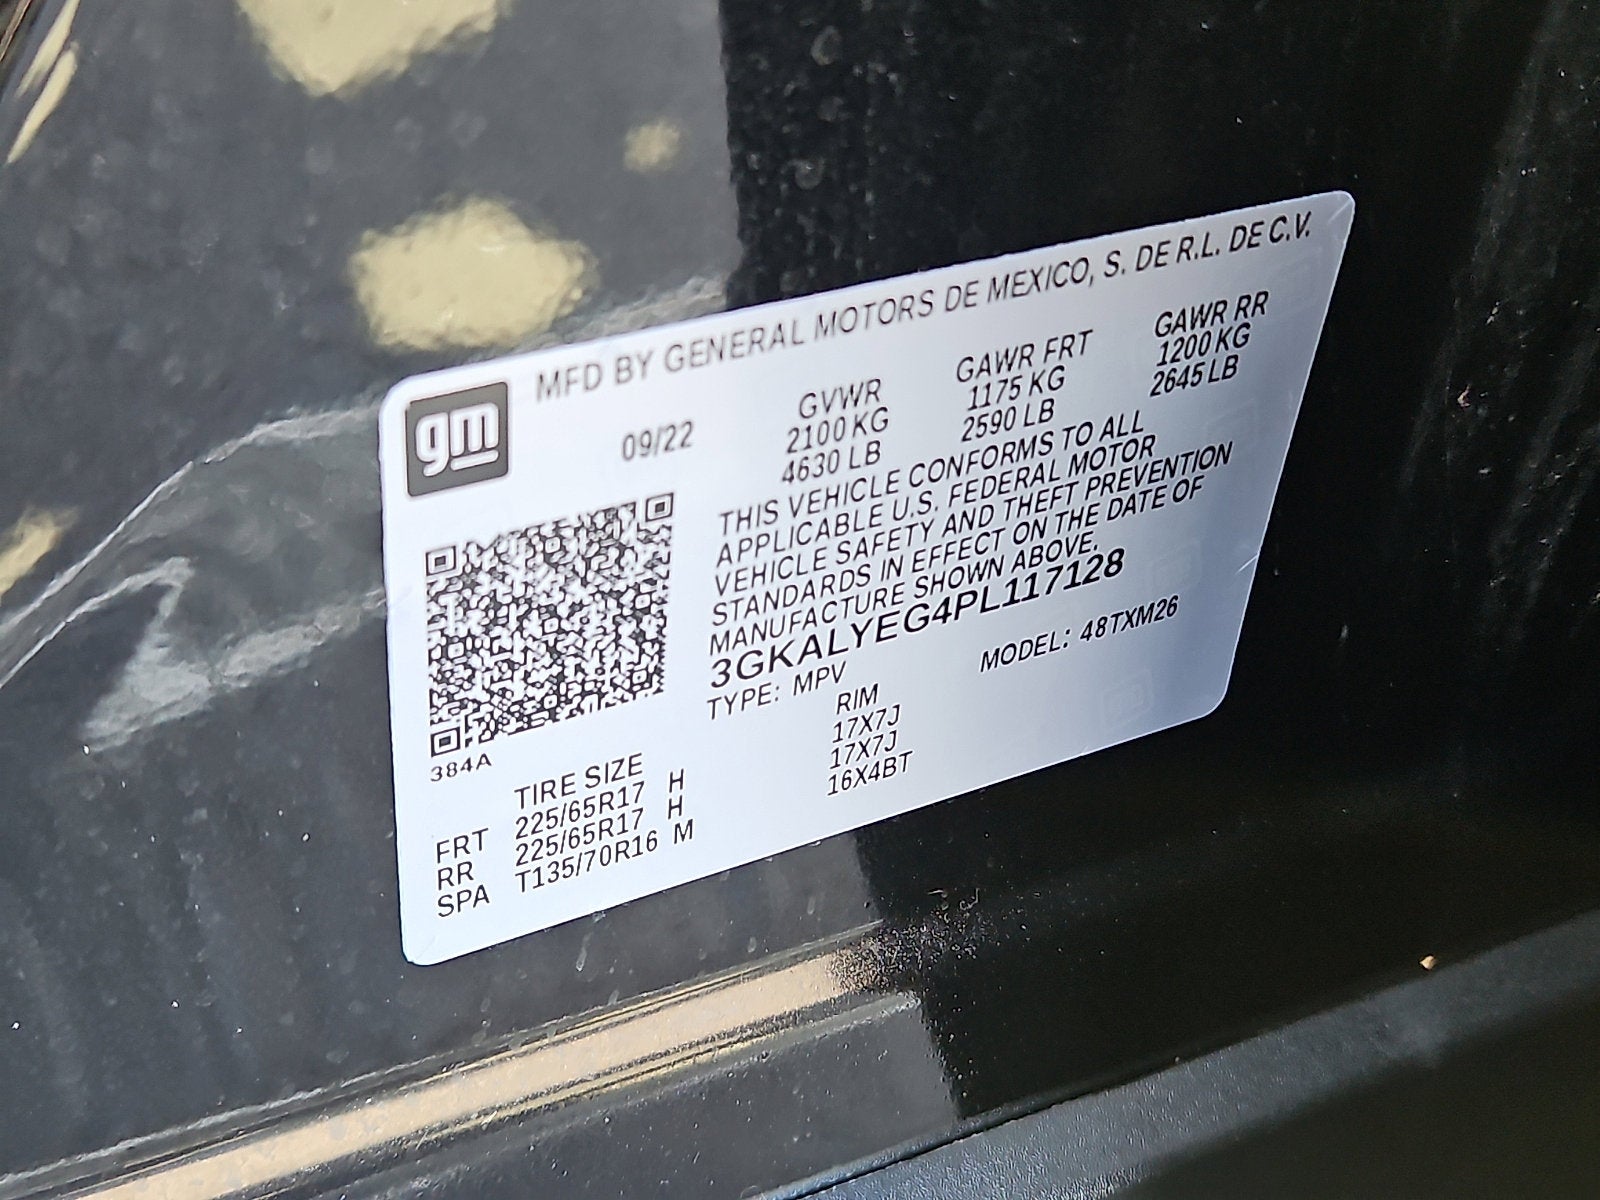 MFD BY GENERAL MOTORS DE MEXICO, S. DE R.L. DE C.V.
gm
09/22
GVWR GAWR FRT GAWR RR
2100 KG 1175 KG 1200 KG
4630 LB 2590 LB 2645 LB
THIS VEHICLE CONFORMS TO ALL
APPLICABLE U.S. FEDERAL MOTOR
VEHICLE SAFETY AND THEFT PREVENTION
STANDARDS IN EFFECT ON THE DATE OF
MANUFACTURE SHOWN ABOVE.
3GKALYEG4PL117128
TYPE: MPV MODEL: 48TXM26
384A
TIRE SIZE RIM
FRT 225/65R17 H 17X7J
RR 225/65R17 H 17X7J
SPA T135/70R16 M 16X4BT